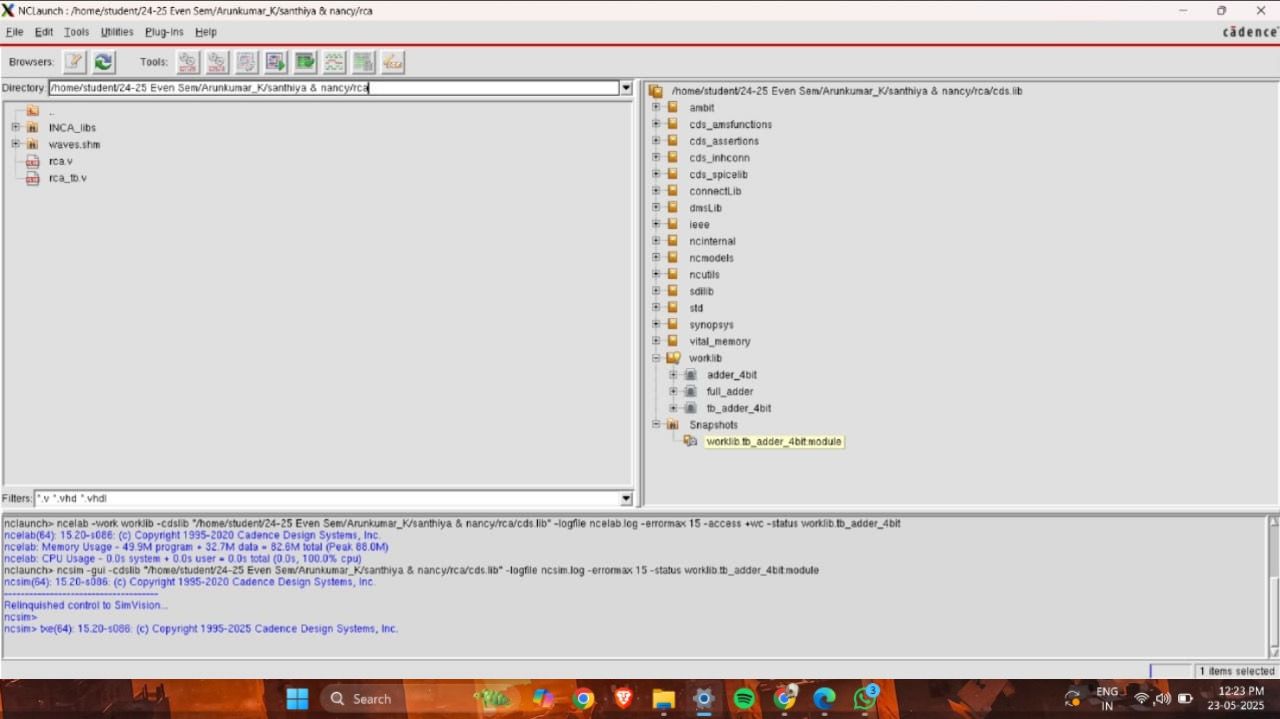 NCLaunch : /home/student/24-25 Even Sem/Arunkumar_K/santhiya & nancy/rca
File Edit Tools Utilities Plug-Ins Help
cādence
Browsers: Tools:
Directory: /home/student/24-25 Even Sem/Arunkumar_K/santhiya & nancy/rca
..
INCA_libs
waves.shm
rca.v
rca_tb.v
Filters: *.v *.vhd *.vhdl
/home/student/24-25 Even Sem/Arunkumar_K/santhiya & nancy/rca/cds.lib
ambit
cds_amsfunctions
cds_assertions
cds_inhconn
cds_spicelib
connectLib
dmsLib
ieee
ncinternal
ncmodels
ncutils
sdilib
std
synopsys
vital_memory
worklib
adder_4bit
full_adder
tb_adder_4bit
Snapshots
worklib.tb_adder_4bit:module
nclaunch> ncelab -work worklib -cdslib "/home/student/24-25 Even Sem/Arunkumar_K/santhiya & nancy/rca/cds.lib" -logfile ncelab.log -errormax 15 -access +wc -status worklib.tb_adder_4bit
ncelab(64): 15.20-s086: (c) Copyright 1995-2020 Cadence Design Systems, Inc.
ncelab: Memory Usage - 49.9M program + 32.7M data = 82.6M total (Peak 88.0M)
ncelab: CPU Usage - 0.0s system + 0.0s user = 0.0s total (0.0s, 100.0% cpu)
nclaunch> ncsim -gui -cdslib "/home/student/24-25 Even Sem/Arunkumar_K/santhiya & nancy/rca/cds.lib" -logfile ncsim.log -errormax 15 -status worklib.tb_adder_4bit:module
ncsim(64): 15.20-s086: (c) Copyright 1995-2020 Cadence Design Systems, Inc.
-------------------------------------
Relinquished control to SimVision...
ncsim>
ncsim> txe(64): 15.20-s086: (c) Copyright 1995-2025 Cadence Design Systems, Inc.
1 items selected
Search
3
ENG
IN
12:23 PM
23-05-2025